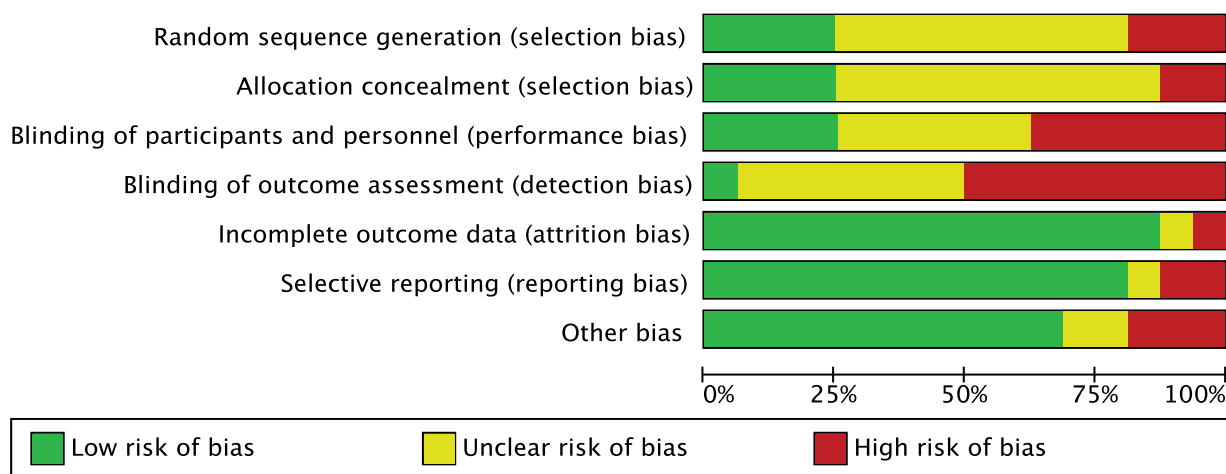 Random sequence generation (selection bias)
Allocation concealment (selection bias)
Blinding of participants and personnel (performance bias)
Blinding of outcome assessment (detection bias)
Incomplete outcome data (attrition bias)
Selective reporting (reporting bias)
Other bias
0% 25% 50% 75% 100%
Low risk of bias Unclear risk of bias High risk of bias